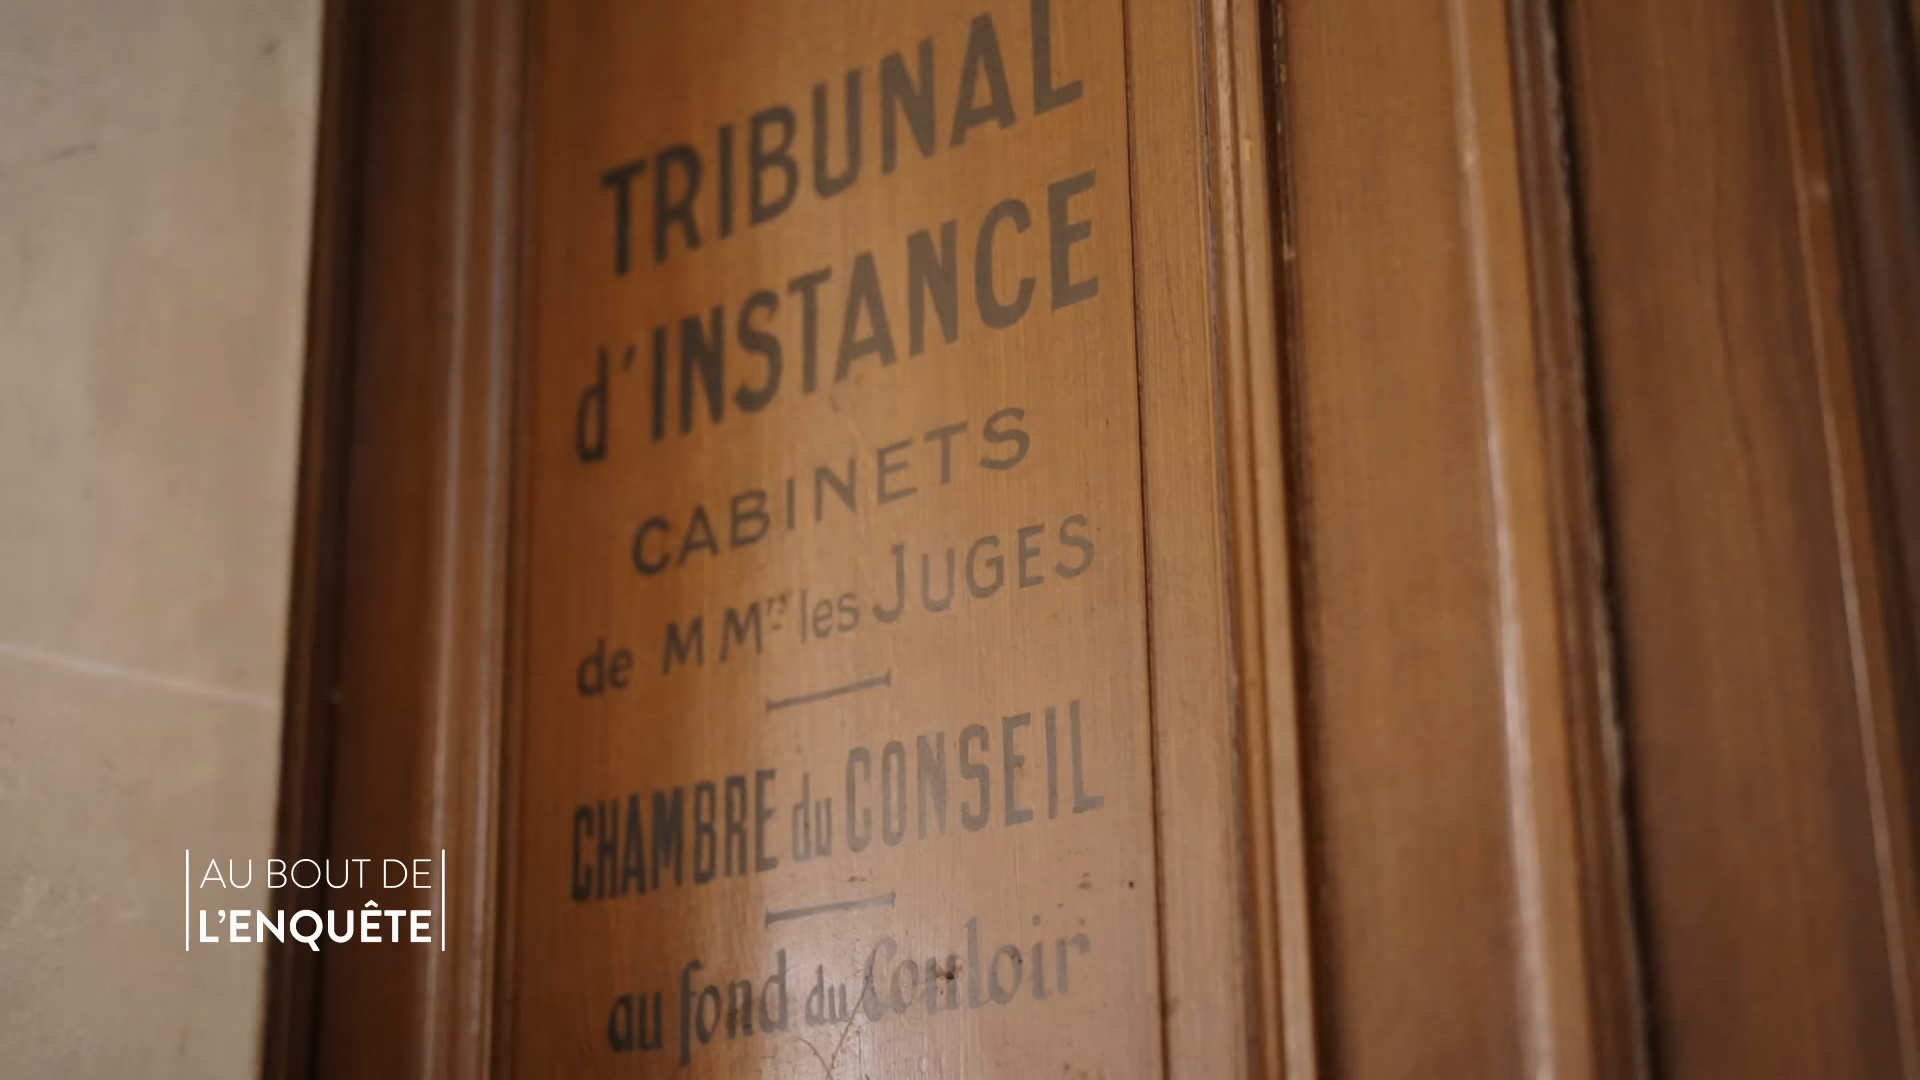 TRIBUNAL
d'INSTANCE
CABINETS
de MMrs les JUGES
CHAMBRE du CONSEIL
au fond du Couloir
AU BOUT DE
L'ENQUÊTE